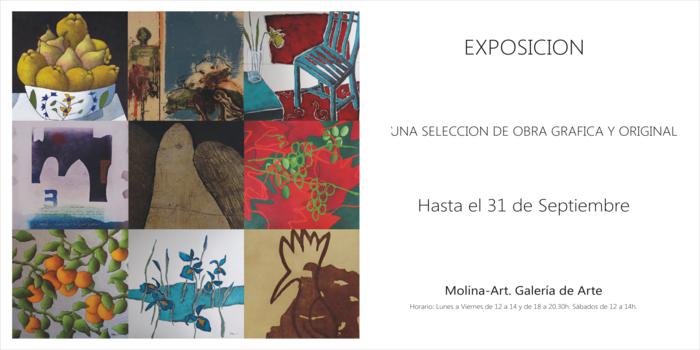 EXPOSICION
UNA SELECCION DE OBRA GRAFICA Y ORIGINAL
Hasta el 31 de Septiembre
Molina-Art. Galería de Arte
Horario: Lunes a Viernes de 12 a 14 y de 18 a 20,30h. Sábados de 12 a 14h.